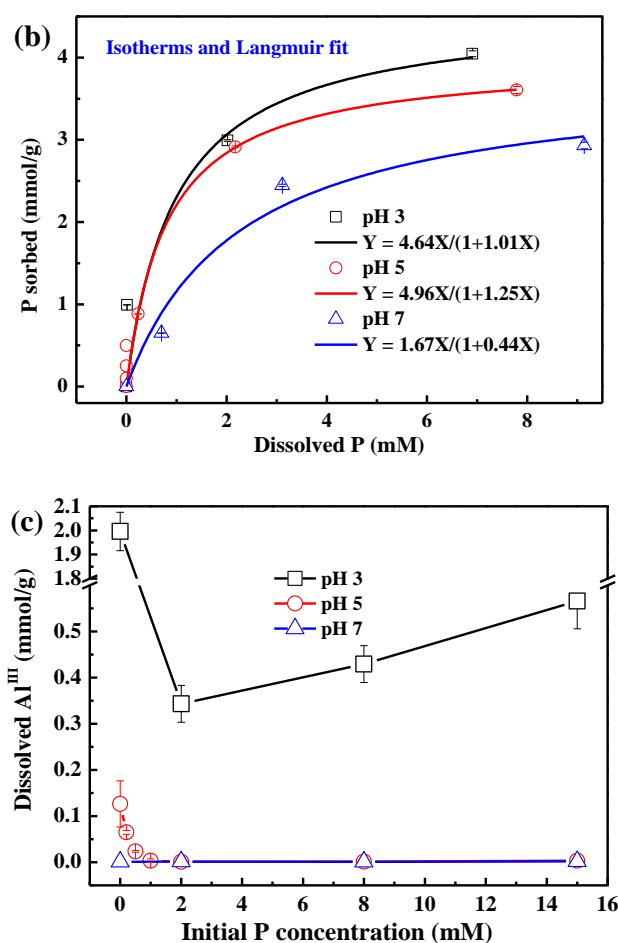 (b)
Isotherms and Langmuir fit
P sorbed (mmol/g)
4
3
2
1
0
pH 3
Y = 4.64X/(1+1.01X)
pH 5
Y = 4.96X/(1+1.25X)
pH 7
Y = 1.67X/(1+0.44X)
0 2 4 6 8
Dissolved P (mM)
(c)
Dissolved Al^III (mmol/g)
2.1
2.0
1.9
1.8
0.5
0.4
0.3
0.2
0.1
0.0
pH 3
pH 5
pH 7
0 2 4 6 8 10 12 14 16
Initial P concentration (mM)